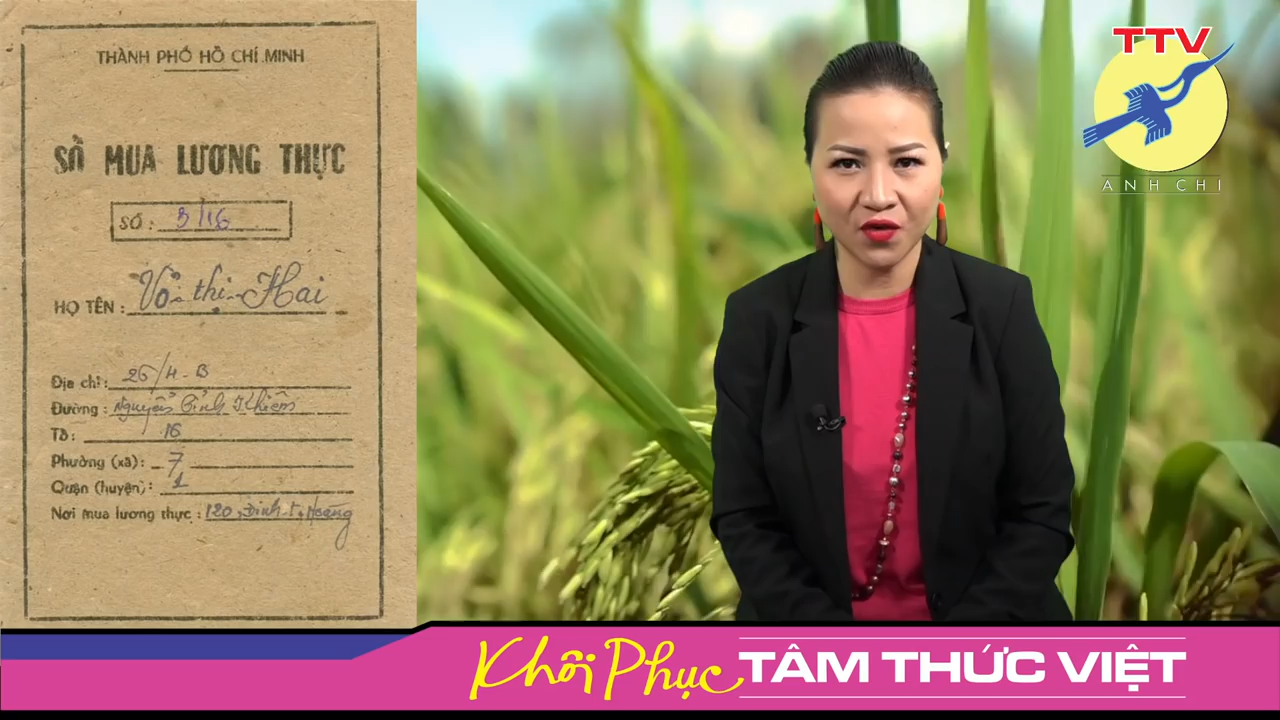 THÀNH PHỐ HỒ CHÍ MINH
SỔ MUA LƯƠNG THỰC
SỐ: 3/16
HỌ TÊN: Võ thị Hai
Địa chỉ: 26/4-B
Đường: Nguyễn Bỉnh Khiêm
Tổ: 16
Phường (xã): 7
Quận (huyện): 1
Nơi mua lương thực: 120, Đinh T. Hoàng
TTV
ANH CHI
Khôi Phục TÂM THỨC VIỆT